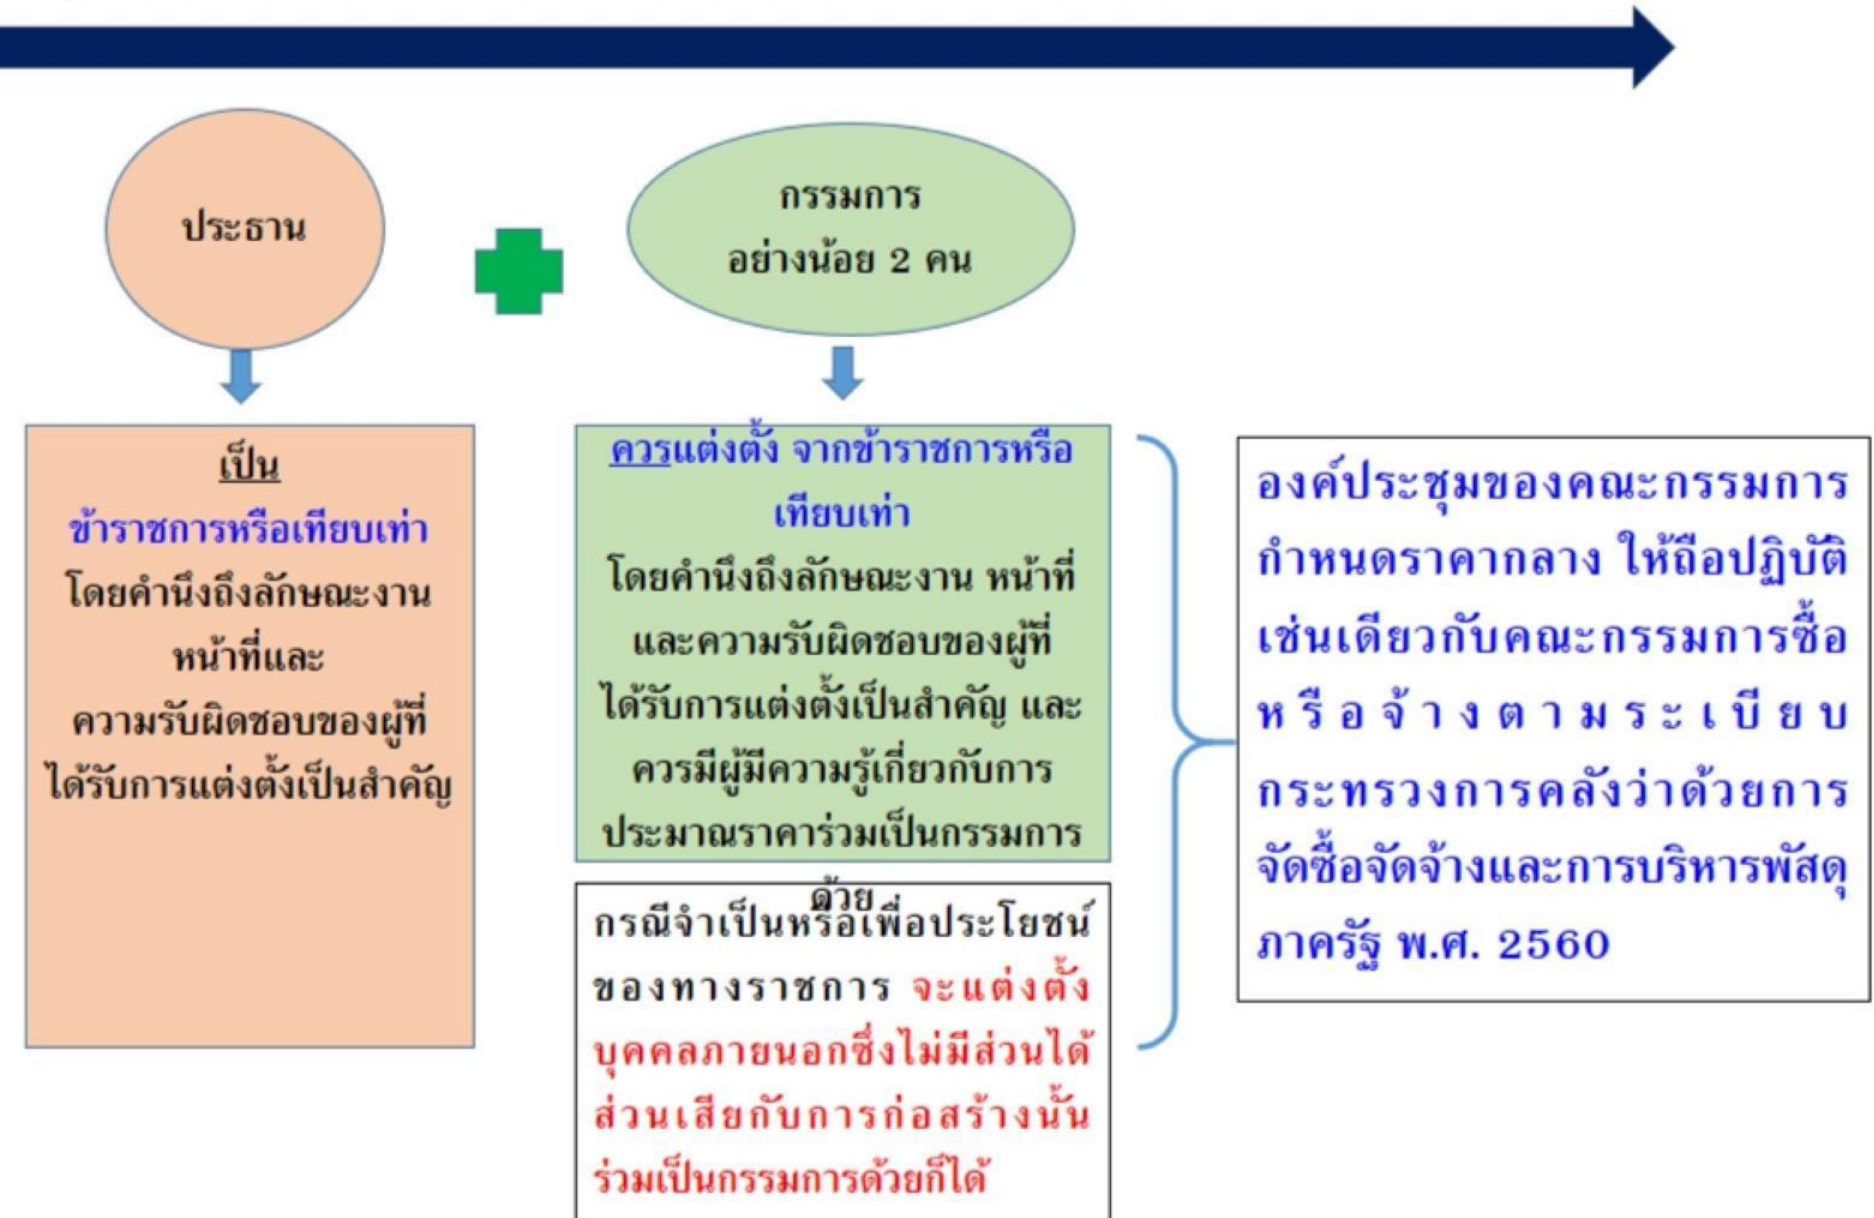 ประธาน
กรรมการ
อย่างน้อย 2 คน
เป็น
ข้าราชการหรือเทียบเท่า
โดยคำนึงถึงลักษณะงาน
หน้าที่และ
ความรับผิดชอบของผู้ที่
ได้รับการแต่งตั้งเป็นสำคัญ
ควรแต่งตั้ง จากข้าราชการหรือ
เทียบเท่า
โดยคำนึงถึงลักษณะงาน หน้าที่
และความรับผิดชอบของผู้ที่
ได้รับการแต่งตั้งเป็นสำคัญ และ
ควรมีผู้มีความรู้เกี่ยวกับการ
ประมาณราคาร่วมเป็นกรรมการ
ด้วย
กรณีจำเป็นหรือเพื่อประโยชน์
ของทางราชการ จะแต่งตั้ง
บุคคลภายนอกซึ่งไม่มีส่วนได้
ส่วนเสียกับการก่อสร้างนั้น
ร่วมเป็นกรรมการด้วยก็ได้
องค์ประชุมของคณะกรรมการ
กำหนดราคากลาง ให้ถือปฏิบัติ
เช่นเดียวกับคณะกรรมการซื้อ
หรือจ้างตามระเบียบ
กระทรวงการคลังว่าด้วยการ
จัดซื้อจัดจ้างและการบริหารพัสดุ
ภาครัฐ พ.ศ. 2560